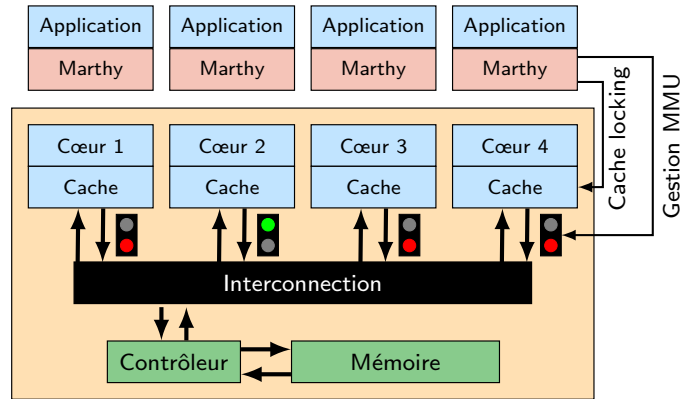 Application Application Application Application
Marthy Marthy Marthy Marthy
Cache locking
Gestion MMU
Cœur 1 Cœur 2 Cœur 3 Cœur 4
Cache Cache Cache Cache
Interconnection
Contrôleur Mémoire